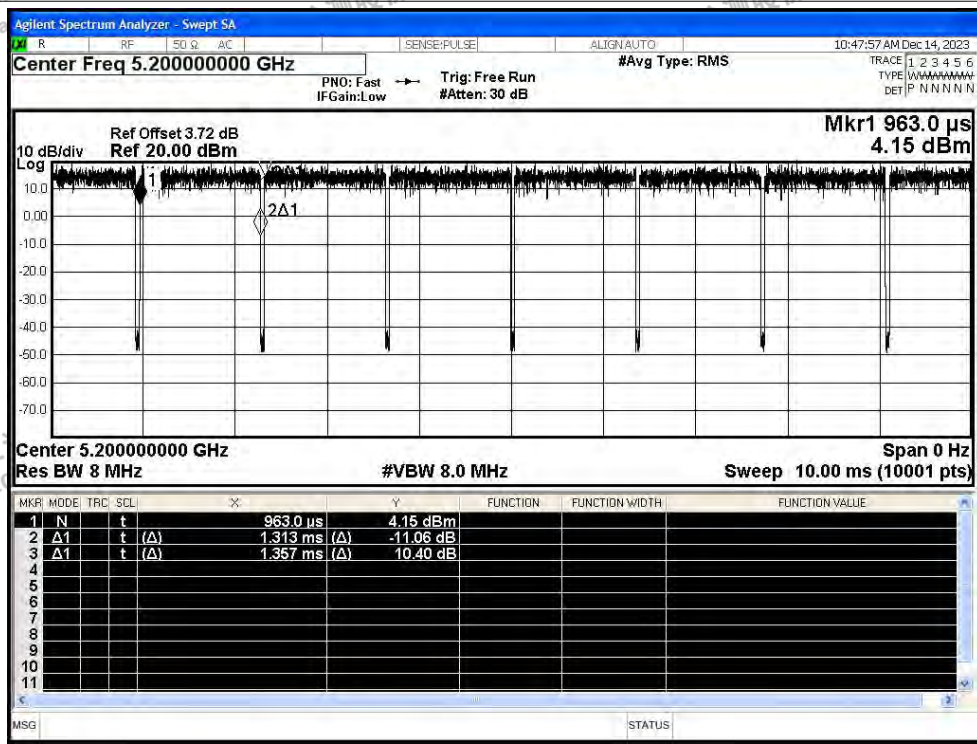 Agilent Spectrum Analyzer - Swept SA
R RF 50 Ω AC SENSE:PULSE ALIGN AUTO 10:47:57 AM Dec 14, 2023
Center Freq 5.200000000 GHz #Avg Type: RMS TRACE 1 2 3 4 5 6
PNO: Fast Trig: Free Run TYPE WWWWWW
IFGain:Low #Atten: 30 dB DET P N N N N N
Mkr1 963.0 µs
Ref Offset 3.72 dB
10 dB/div Ref 20.00 dBm 4.15 dBm
Log
10.0
1
2Δ1
0.00
-10.0
-20.0
-30.0
-40.0
-50.0
-60.0
-70.0
Center 5.200000000 GHz Span 0 Hz
Res BW 8 MHz #VBW 8.0 MHz Sweep 10.00 ms (10001 pts)
MKR MODE TRC SCL X Y FUNCTION FUNCTION WIDTH FUNCTION VALUE
1 N t 963.0 µs 4.15 dBm
2 Δ1 t (Δ) 1.313 ms (Δ) -11.06 dB
3 Δ1 t (Δ) 1.357 ms (Δ) 10.40 dB
4
5
6
7
8
9
10
11
MSG STATUS